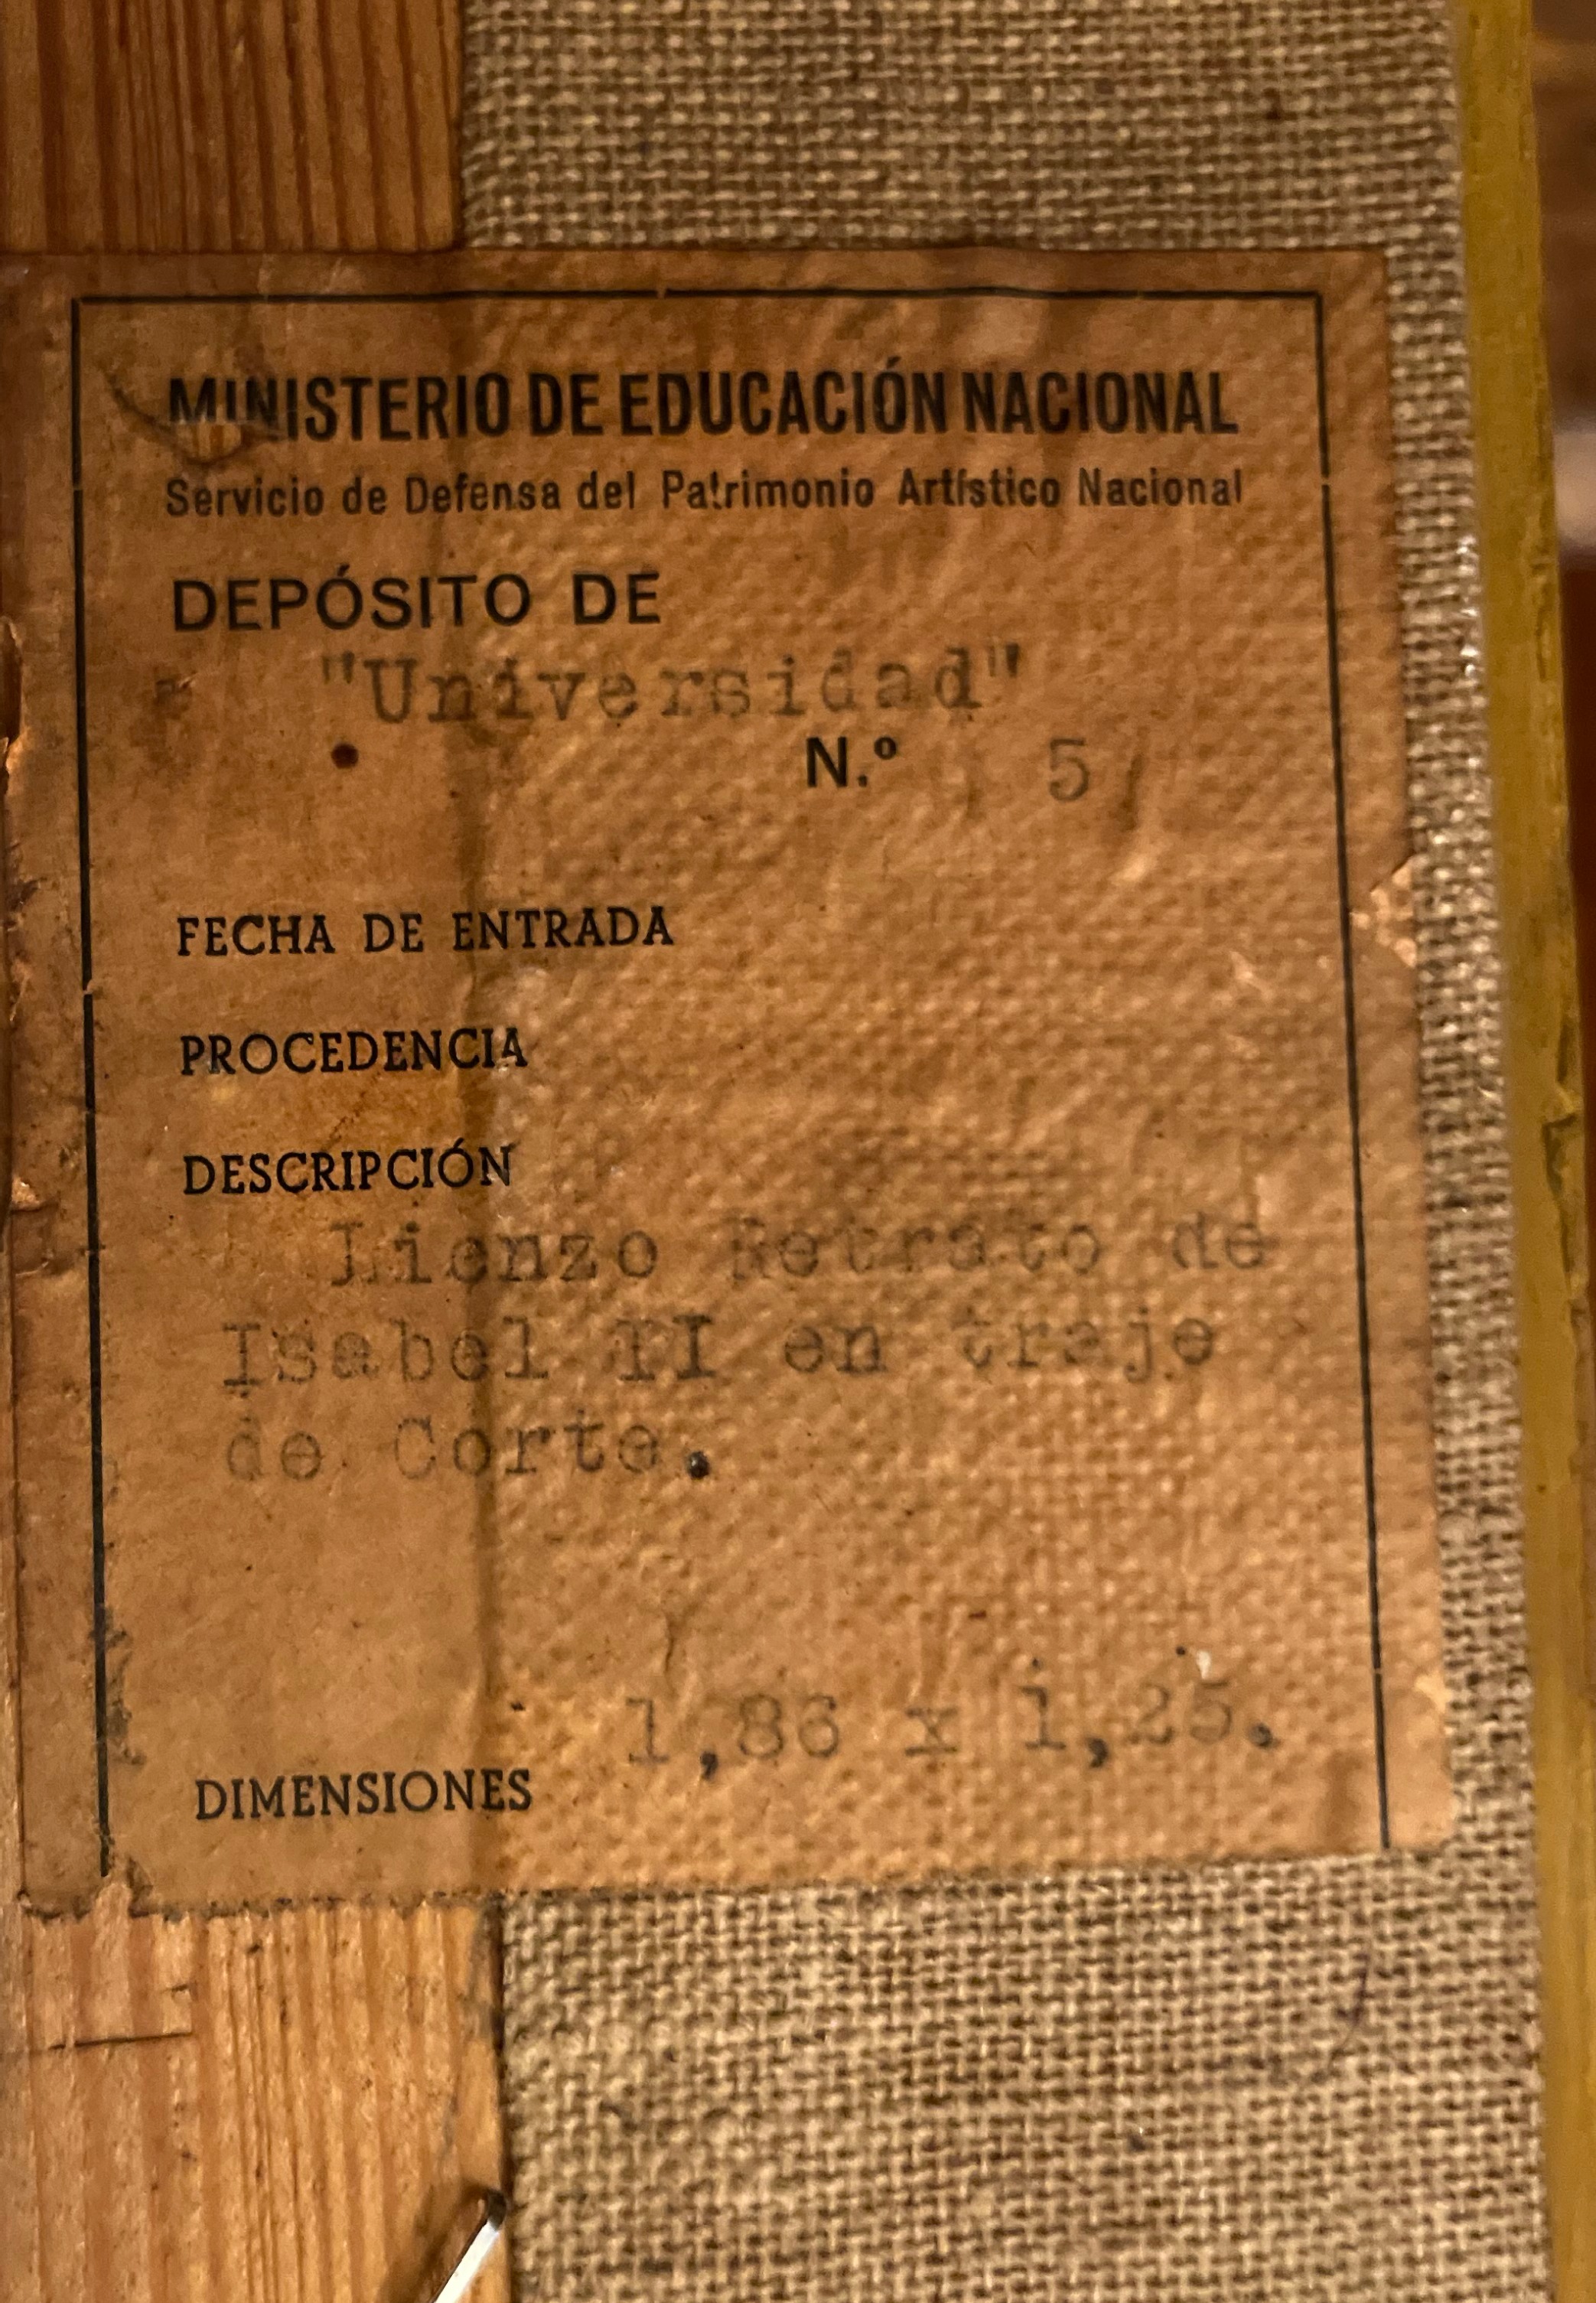 MINISTERIO DE EDUCACIÓN NACIONAL
Servicio de Defensa del Patrimonio Artístico Nacional
DEPÓSITO DE
"Universidad"
N.º 5
FECHA DE ENTRADA
PROCEDENCIA
DESCRIPCIÓN
Lienzo Retrato de
Isabel II en traje
de Corte.
1,86 x 1,25.
DIMENSIONES